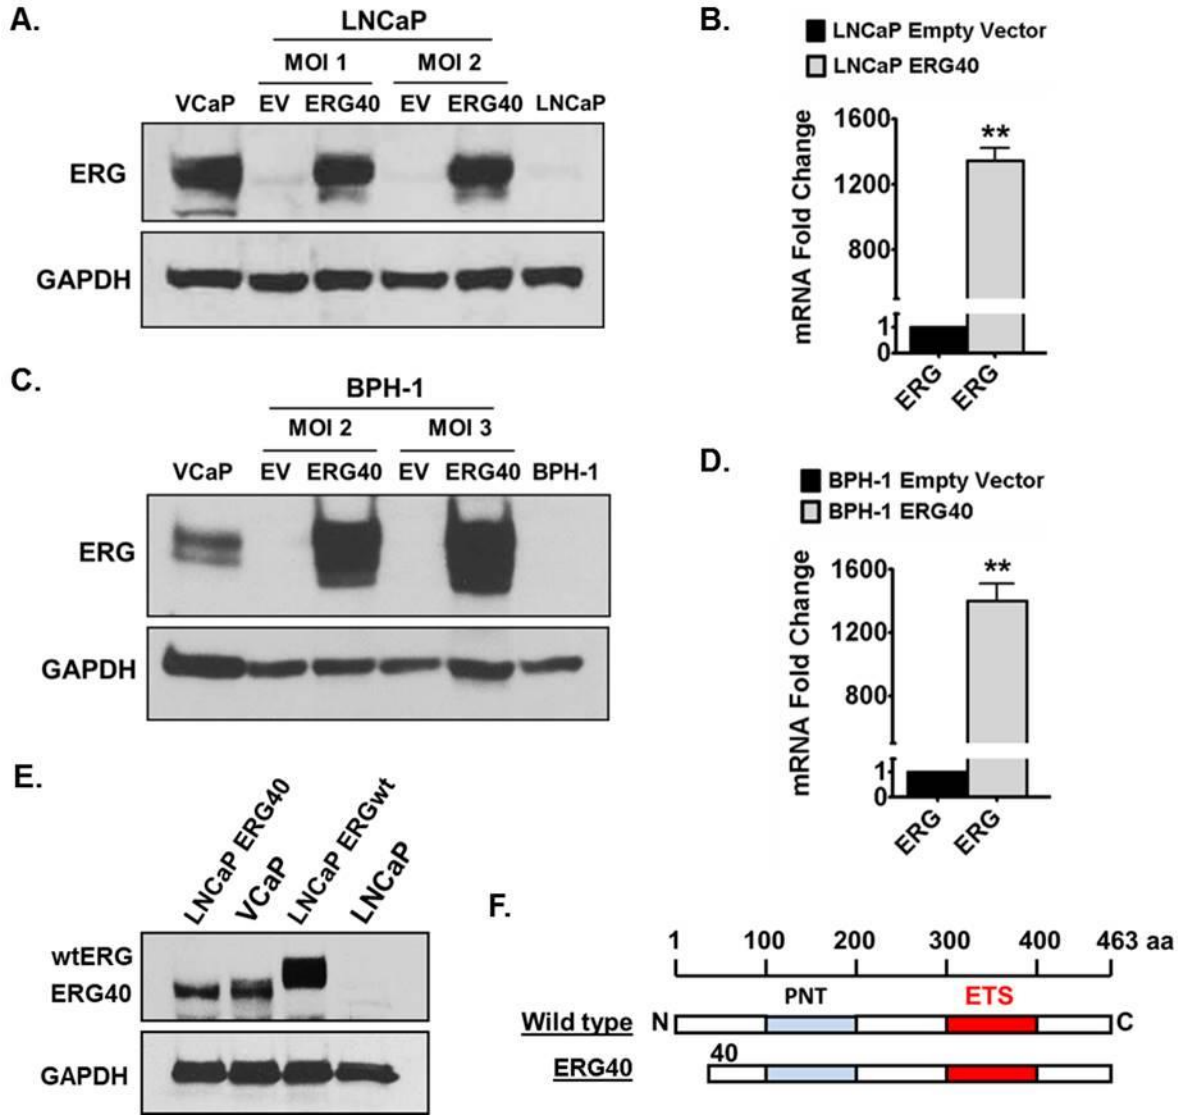 A.
LNCaP
MOI 1 MOI 2
VCaP EV ERG40 EV ERG40 LNCaP
ERG
GAPDH
B.
LNCaP Empty Vector
LNCaP ERG40
mRNA Fold Change
1600
1200
800
1
0
**
ERG ERG
C.
BPH-1
MOI 2 MOI 3
VCaP EV ERG40 EV ERG40 BPH-1
ERG
GAPDH
D.
BPH-1 Empty Vector
BPH-1 ERG40
mRNA Fold Change
1600
1200
800
1
0
**
ERG ERG
E.
LNCaP ERG40
VCaP
LNCaP ERGwt
LNCaP
wtERG
ERG40
GAPDH
F.
1 100 200 300 400 463 aa
PNT ETS
Wild type N C
40
ERG40